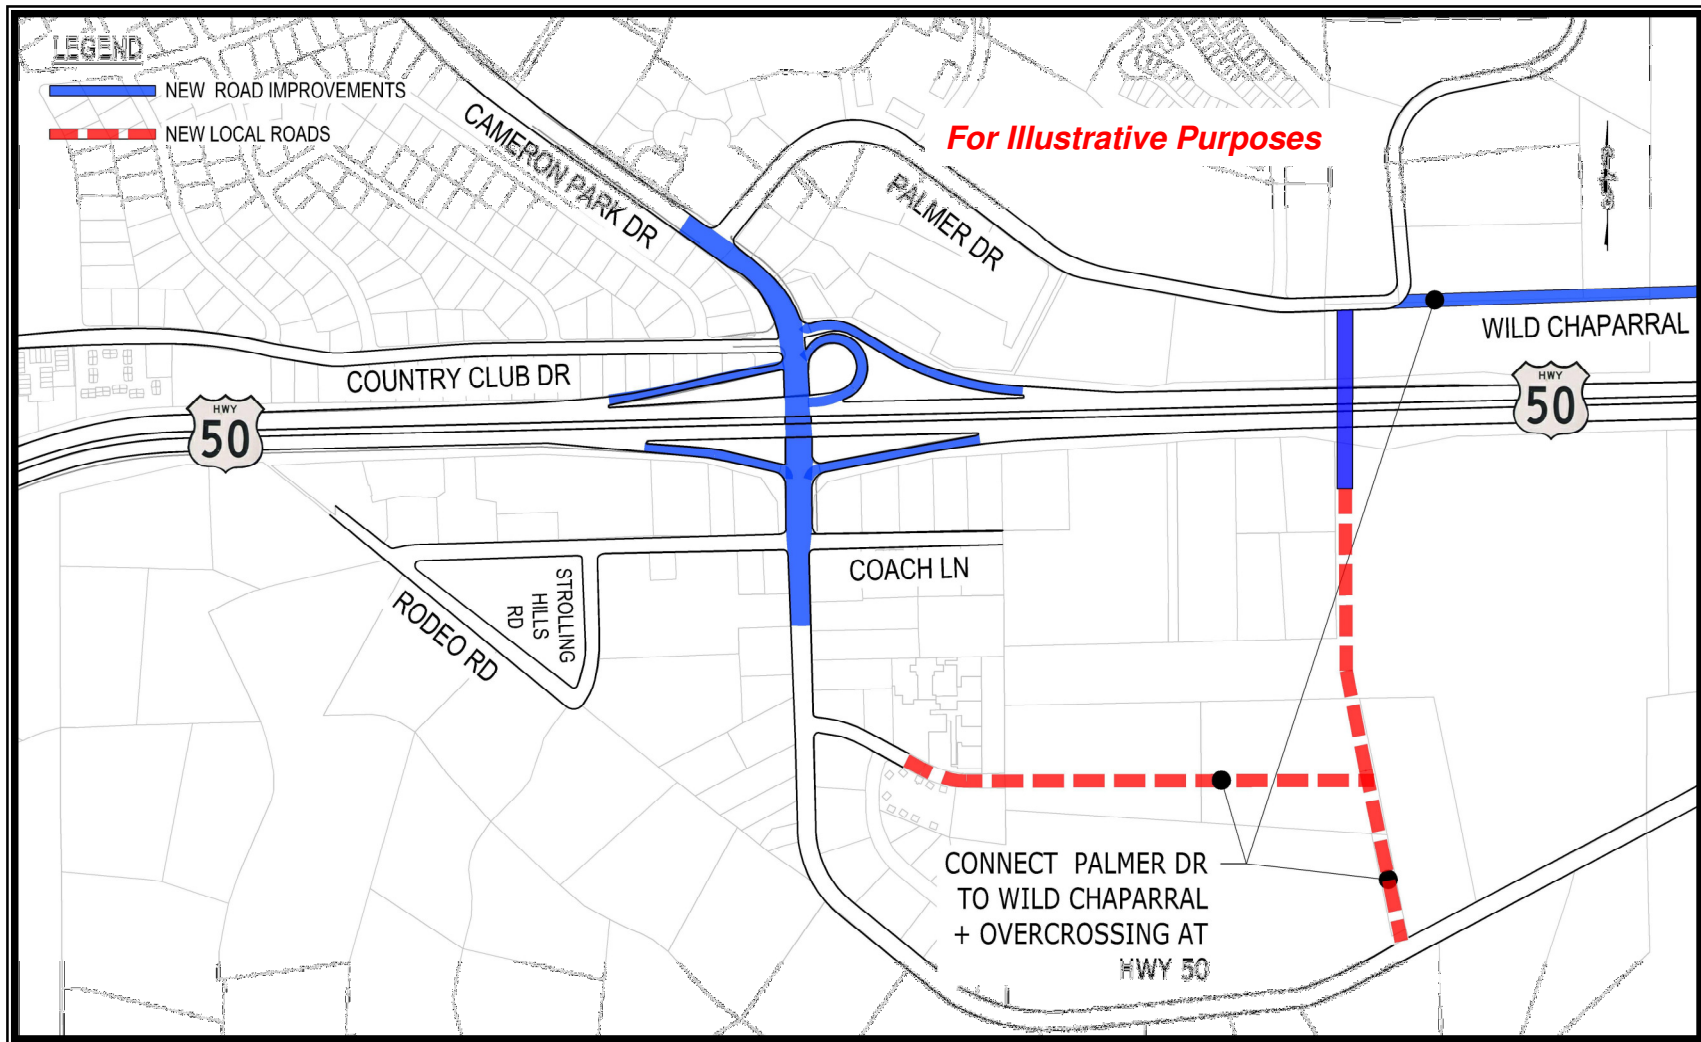 LEGEND
NEW ROAD IMPROVEMENTS
NEW LOCAL ROADS
For Illustrative Purposes
CAMERON PARK DR
PALMER DR
WILD CHAPARRAL
COUNTRY CLUB DR
HWY
50
HWY
50
COACH LN
STROLLING
HILLS
RD
RODEO RD
CONNECT PALMER DR
TO WILD CHAPARRAL
+ OVERCROSSING AT
HWY 50